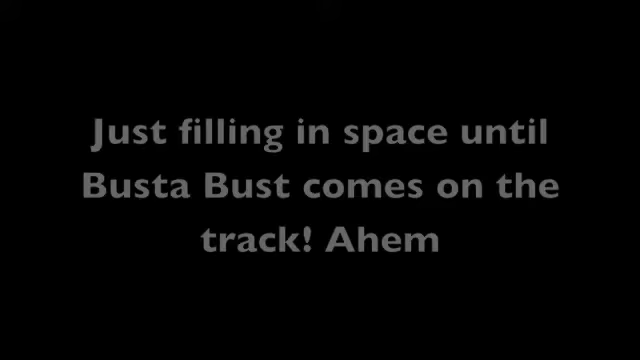 Just filling in space until
Busta Bust comes on the
track! Ahem